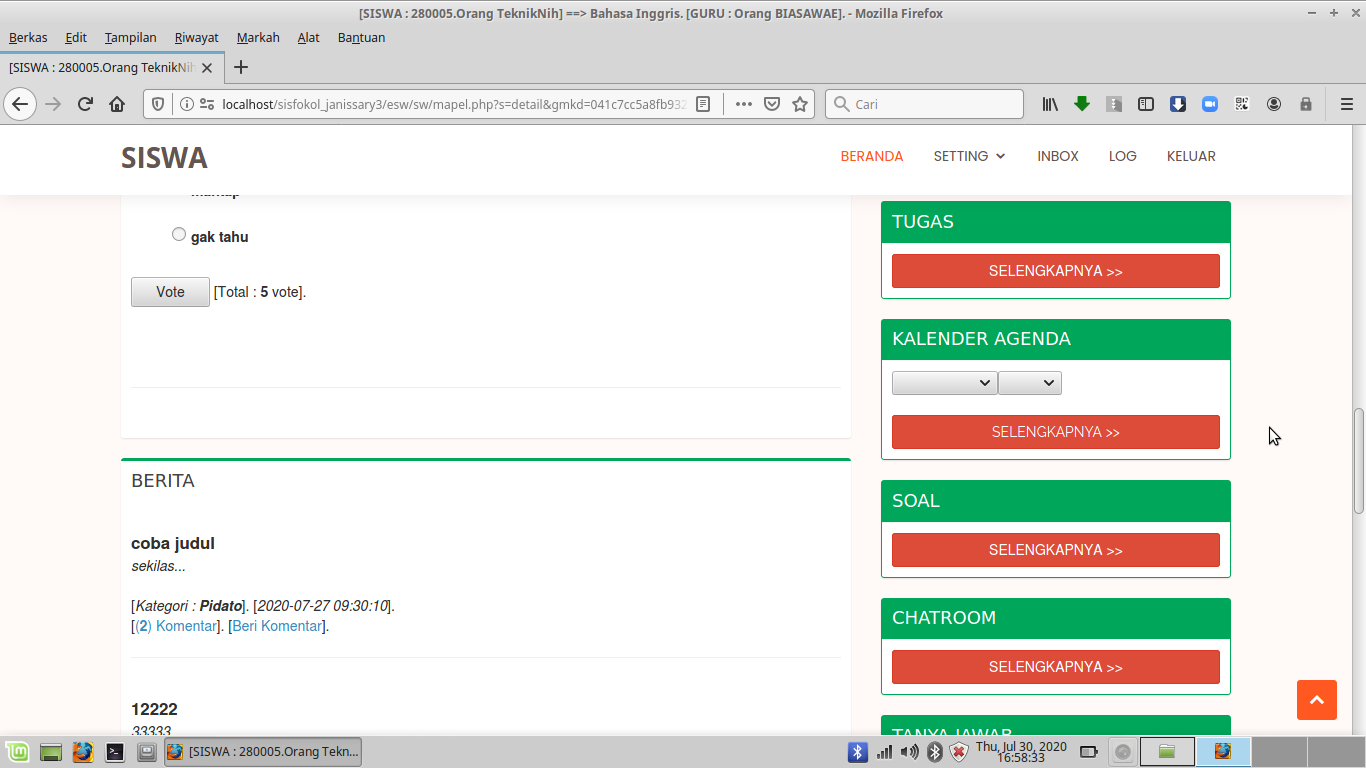 [SISWA : 280005.Orang TeknikNih] ==> Bahasa Inggris. [GURU : Orang BIASAWAE]. - Mozilla Firefox
Berkas Edit Tampilan Riwayat Markah Alat Bantuan
[SISWA : 280005.Orang TeknikNih
localhost/sisfokol_janissary3/esw/sw/mapel.php?s=detail&gmkd=041c7cc5a8fb932
Cari
SISWA
BERANDA SETTING INBOX LOG KELUAR
gak tahu
Vote [Total : 5 vote].
BERITA
coba judul
sekilas...
[Kategori : Pidato]. [2020-07-27 09:30:10].
[(2) Komentar]. [Beri Komentar].
12222
33333
TUGAS
SELENGKAPNYA >>
KALENDER AGENDA
SELENGKAPNYA >>
SOAL
SELENGKAPNYA >>
CHATROOM
SELENGKAPNYA >>
TANYA JAWAB
[SISWA : 280005.Orang Tekn...
Thu, Jul 30, 2020
16:58:33